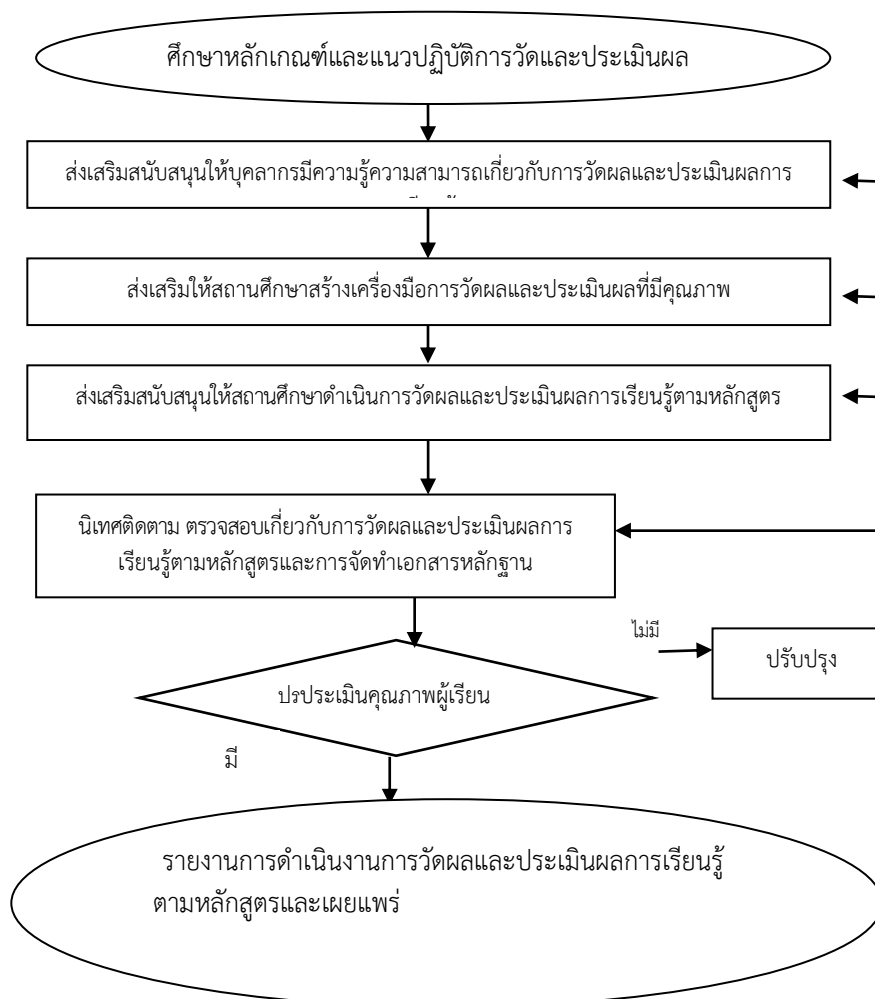 ศึกษาหลักเกณฑ์และแนวปฏิบัติการวัดและประเมินผล
ส่งเสริมสนับสนุนให้บุคลากรมีความรู้ความสามารถเกี่ยวกับการวัดผลและประเมินผลการ
ส่งเสริมให้สถานศึกษาสร้างเครื่องมือการวัดผลและประเมินผลที่มีคุณภาพ
ส่งเสริมสนับสนุนให้สถานศึกษาดำเนินการวัดผลและประเมินผลการเรียนรู้ตามหลักสูตร
นิเทศติดตาม ตรวจสอบเกี่ยวกับการวัดผลและประเมินผลการ
เรียนรู้ตามหลักสูตรและการจัดทำเอกสารหลักฐาน
ไม่มี
ปรับปรุง
ปรประเมินคุณภาพผู้เรียน
มี
รายงานการดำเนินงานการวัดผลและประเมินผลการเรียนรู้
ตามหลักสูตรและเผยแพร่